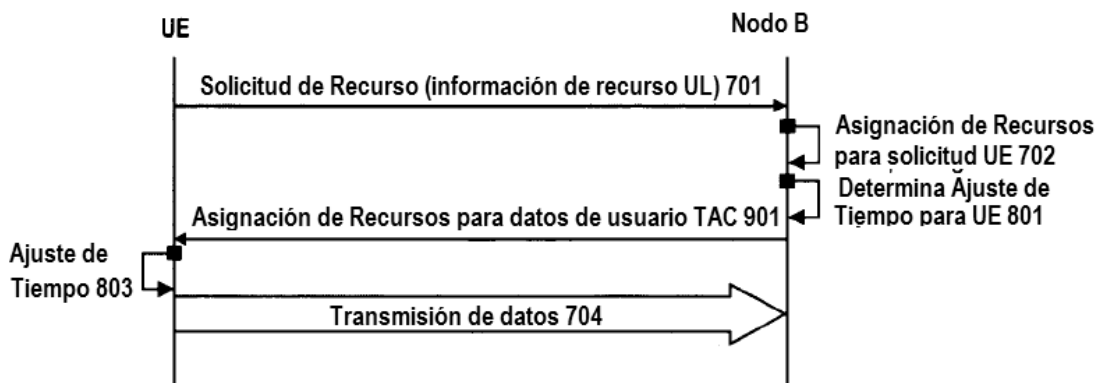 UE
Nodo B
Solicitud de Recurso (información de recurso UL) 701
Asignación de Recursos
para solicitud UE 702
Determina Ajuste de
Tiempo para UE 801
Asignación de Recursos para datos de usuario TAC 901
Ajuste de
Tiempo 803
Transmisión de datos 704